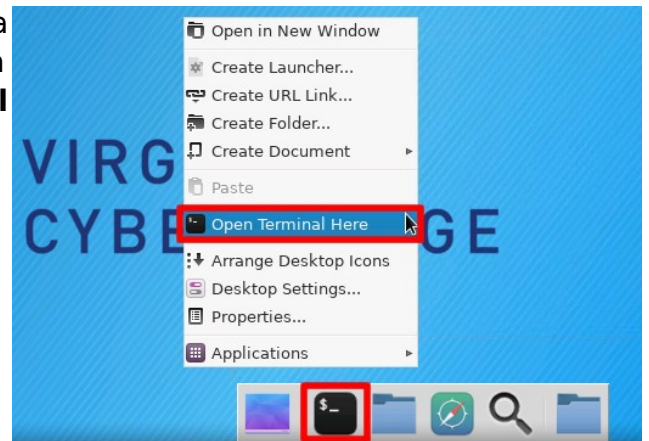 a
Open in New Window
Create Launcher...
Create URL Link...
Create Folder...
Create Document
Paste
Open Terminal Here
Arrange Desktop Icons
Desktop Settings...
Properties...
Applications
VIRG
CYBE GE
$_